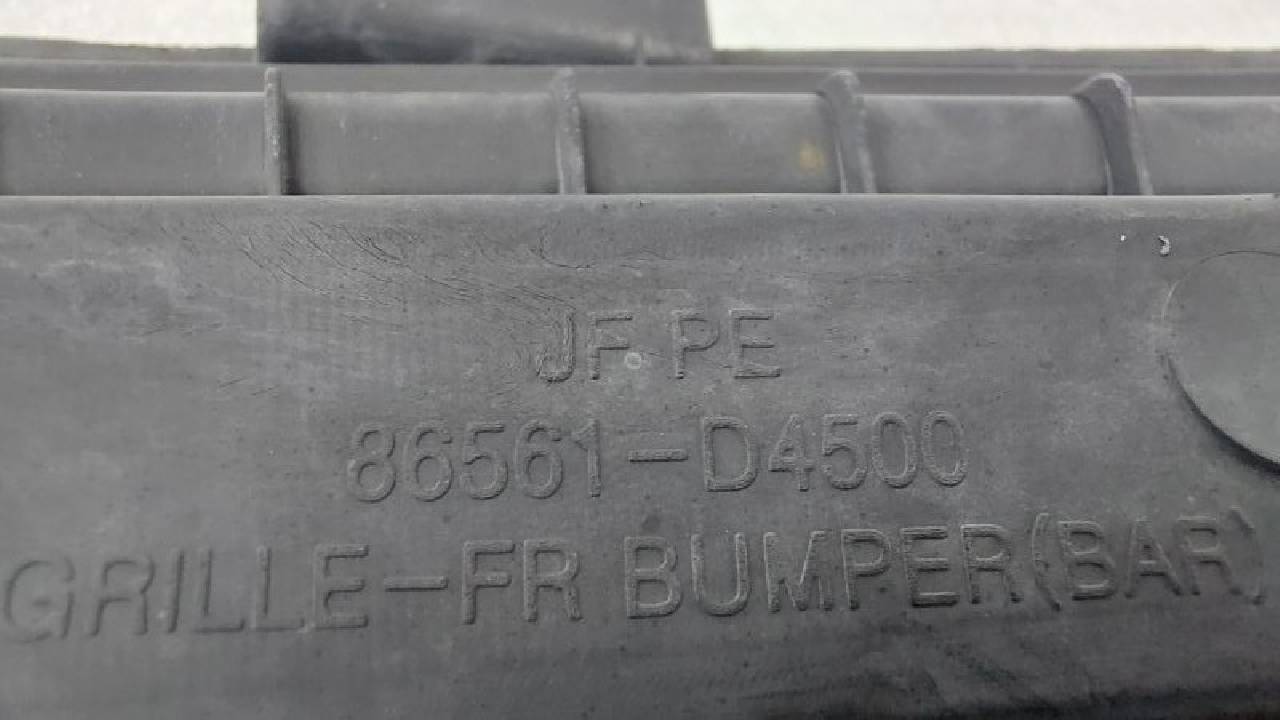 JF PE
86561-D4500
GRILLE-FR BUMPER(BAR)